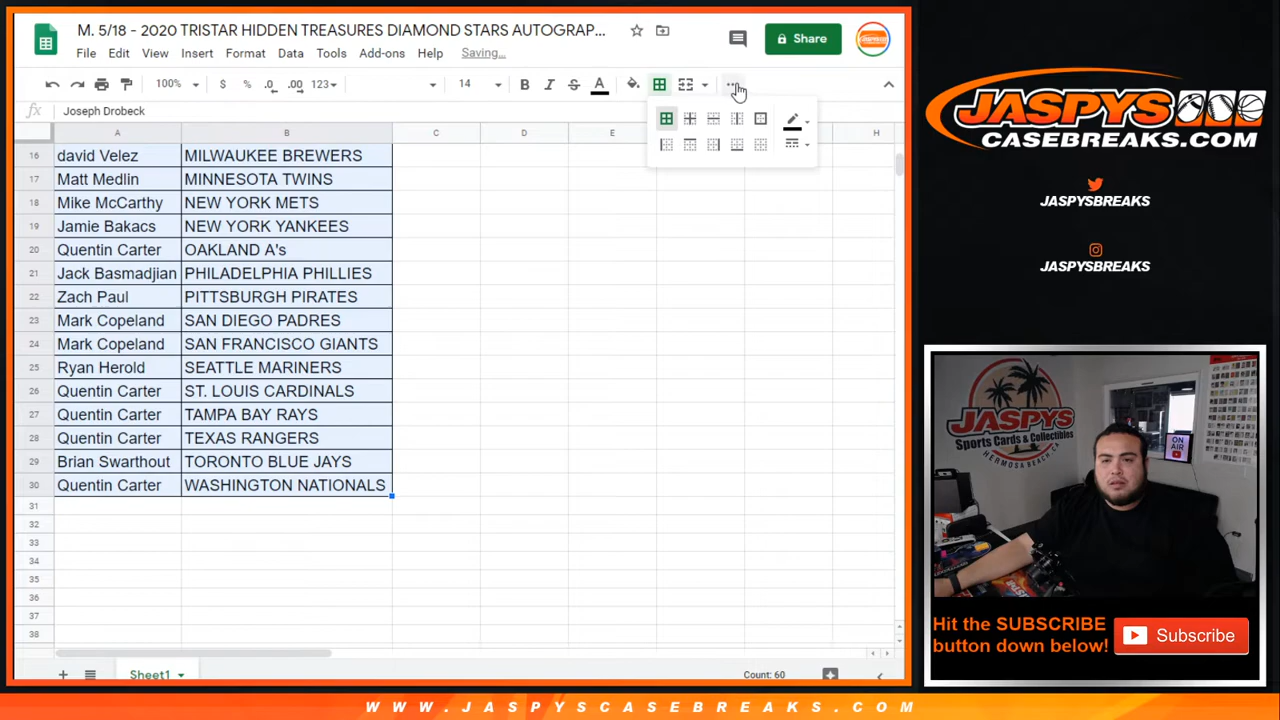 M. 5/18 - 2020 TRISTAR HIDDEN TREASURES DIAMOND STARS AUTOGRAP...
File Edit View Insert Format Data Tools Add-ons Help Saving...
Share
100% $ % .0 .00 123 14 B I S A
fx Joseph Drobeck
A B C D E H
16 david Velez MILWAUKEE BREWERS
17 Matt Medlin MINNESOTA TWINS
18 Mike McCarthy NEW YORK METS
19 Jamie Bakacs NEW YORK YANKEES
20 Quentin Carter OAKLAND A's
21 Jack Basmadjian PHILADELPHIA PHILLIES
22 Zach Paul PITTSBURGH PIRATES
23 Mark Copeland SAN DIEGO PADRES
24 Mark Copeland SAN FRANCISCO GIANTS
25 Ryan Herold SEATTLE MARINERS
26 Quentin Carter ST. LOUIS CARDINALS
27 Quentin Carter TAMPA BAY RAYS
28 Quentin Carter TEXAS RANGERS
29 Brian Swarthout TORONTO BLUE JAYS
30 Quentin Carter WASHINGTON NATIONALS
31
32
33
34
35
36
37
38
Sheet1 Count: 60
JASPYS
CASEBREAKS.COM
JASPYSBREAKS
JASPYSBREAKS
JASPYS
Sports Cards & Collectibles
HERMOSA BEACH, CA
ON
AIR
Hit the SUBSCRIBE
button down below!
Subscribe
WWW.JASPYSCASEBREAKS.COM